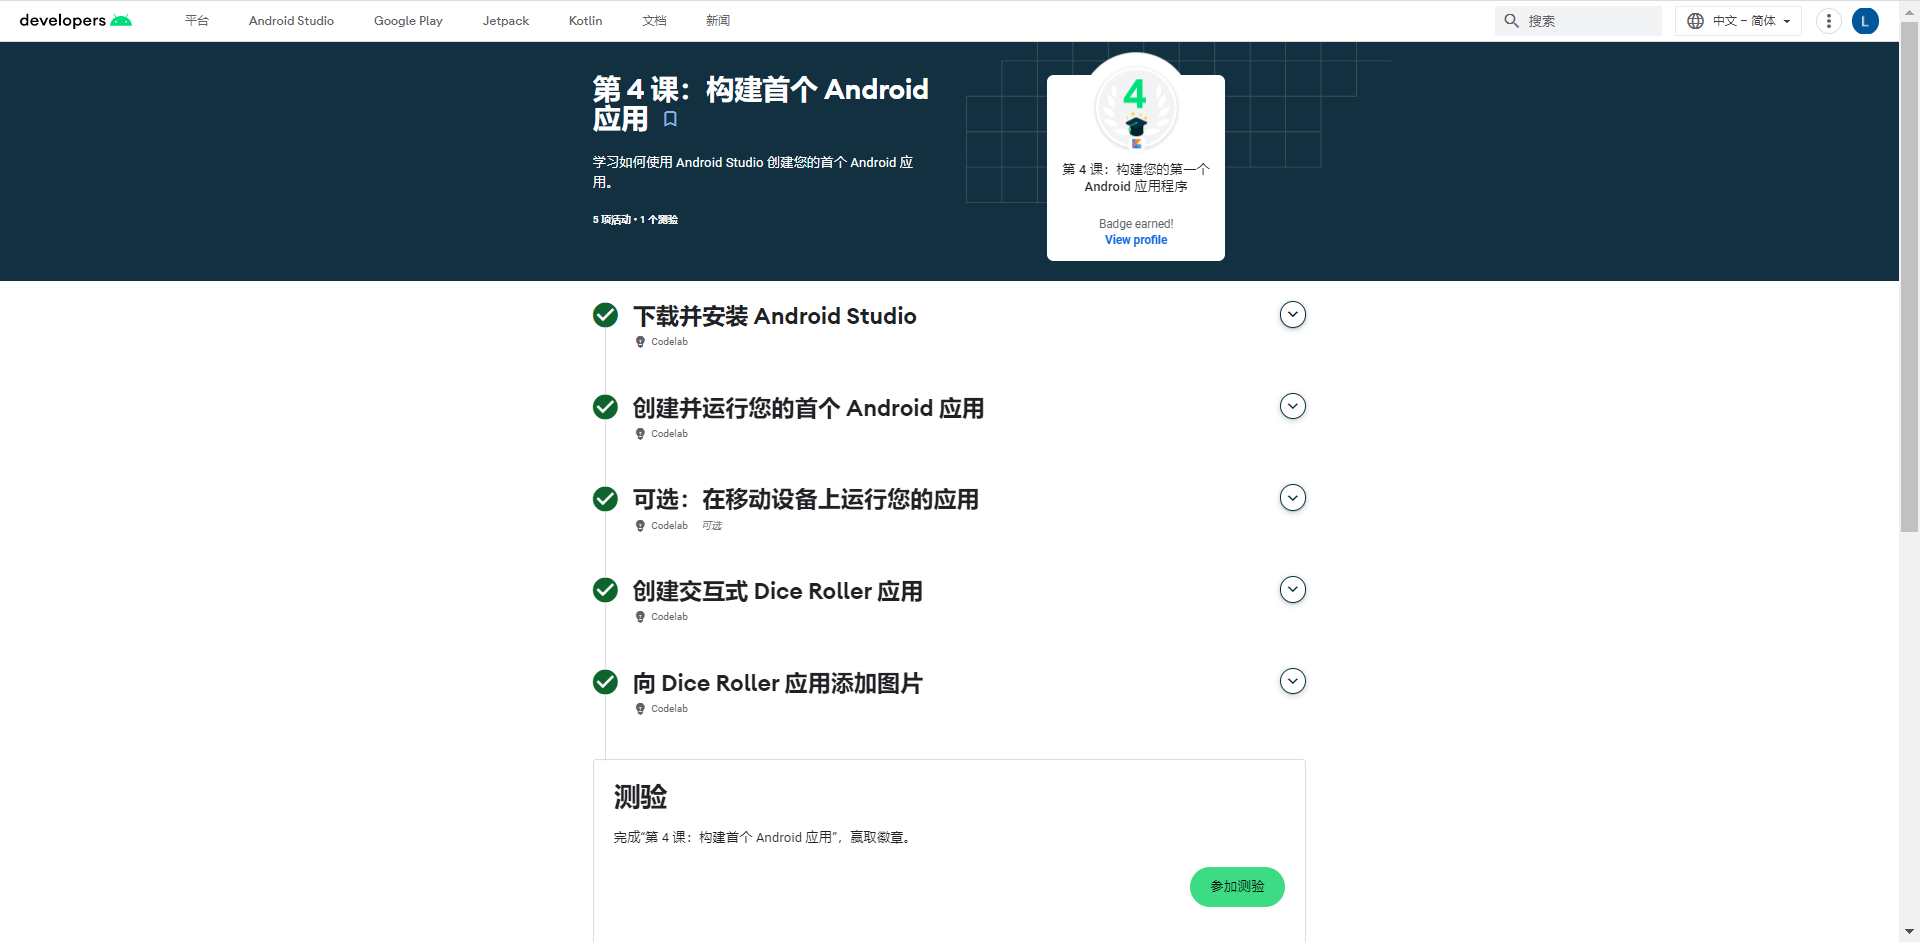 developers
平台
Android Studio
Google Play
Jetpack
Kotlin
文档
新闻
搜索
中文 – 简体
L
第 4 课：构建首个 Android
应用
学习如何使用 Android Studio 创建您的首个 Android 应
用。
5 项活动 • 1 个测验
4
第 4 课：构建您的第一个
Android 应用程序
Badge earned!
View profile
下载并安装 Android Studio
Codelab
创建并运行您的首个 Android 应用
Codelab
可选：在移动设备上运行您的应用
Codelab 可选
创建交互式 Dice Roller 应用
Codelab
向 Dice Roller 应用添加图片
Codelab
测验
完成“第 4 课：构建首个 Android 应用”，赢取徽章。
参加测验